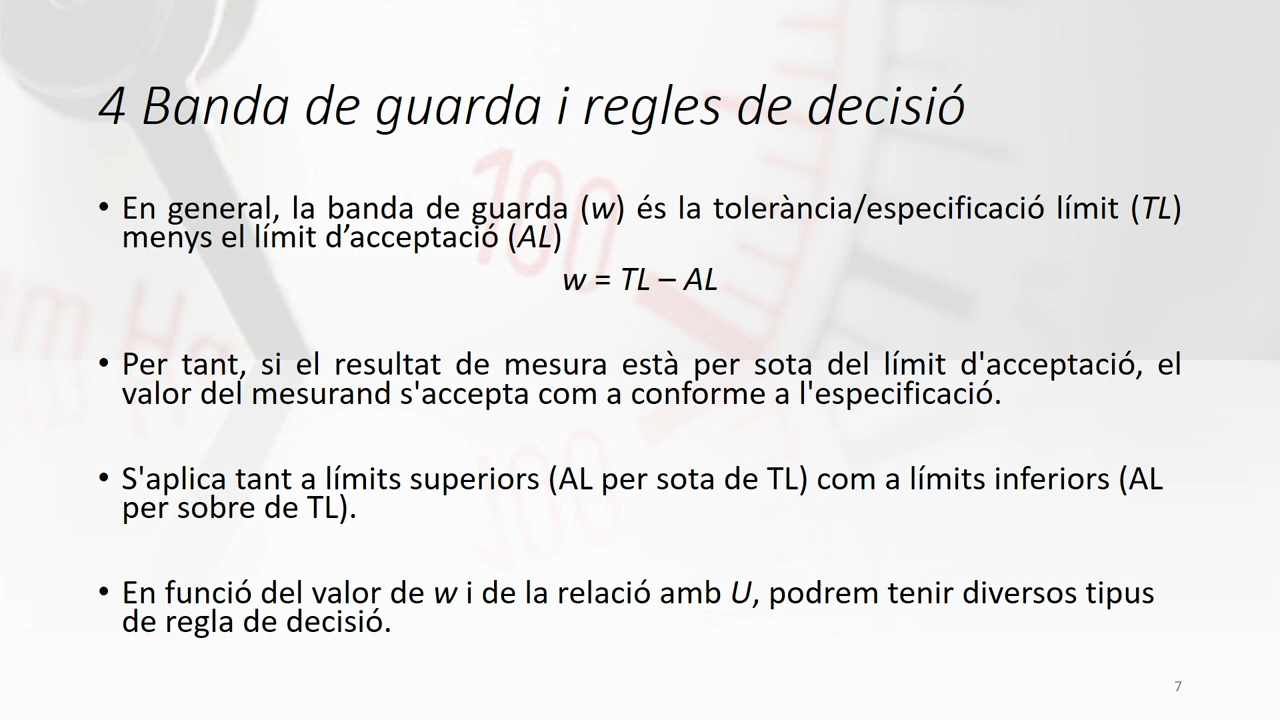 4 Banda de guarda i regles de decisió
• En general, la banda de guarda (w) és la tolerància/especificació límit (TL)
menys el límit d’acceptació (AL)
w = TL – AL
• Per tant, si el resultat de mesura està per sota del límit d'acceptació, el
valor del mesurand s'accepta com a conforme a l'especificació.
• S'aplica tant a límits superiors (AL per sota de TL) com a límits inferiors (AL
per sobre de TL).
• En funció del valor de w i de la relació amb U, podrem tenir diversos tipus
de regla de decisió.
7
100
mm Hg
100